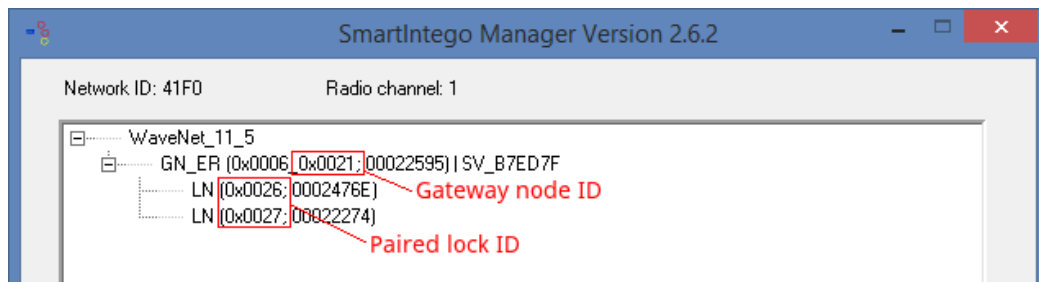 SmartIntego Manager Version 2.6.2
Network ID: 41F0 Radio channel: 1
WaveNet_11_5
GN_ER (0x0006_0x0021; 00022595) | SV_B7ED7F
LN (0x0026; 0002476E) Gateway node ID
LN (0x0027; 00022274)
Paired lock ID